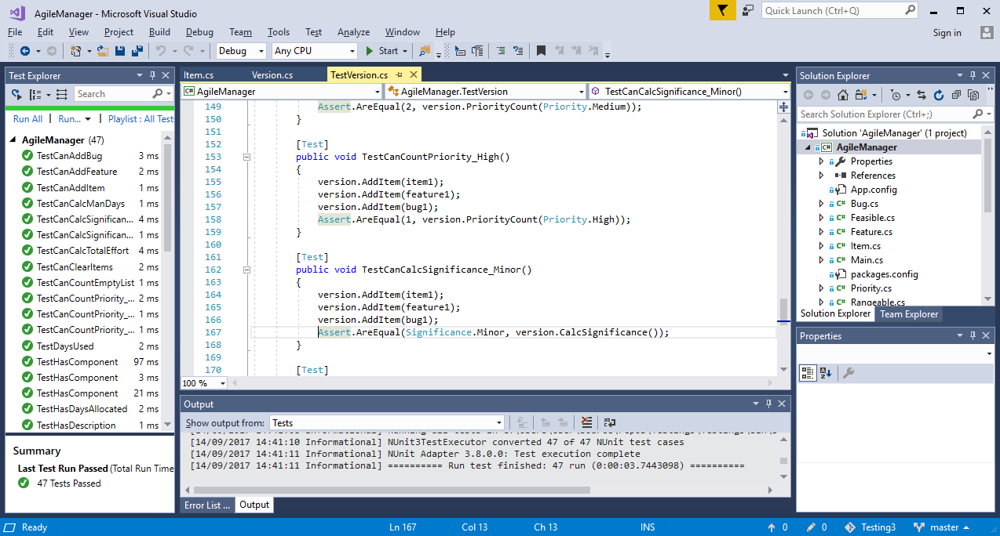 AgileManager - Microsoft Visual Studio
Quick Launch (Ctrl+Q)
File Edit View Project Build Debug Team Tools Test Analyze Window Help
Sign in
Debug Any CPU Start
Test Explorer
Search
Run All | Run... | Playlist : All Test
AgileManager (47)
TestCanAddBug 3 ms
TestCanAddFeature 2 ms
TestCanAddItem 1 ms
TestCanCalcManDays 1 ms
TestCanCalcSignifican... 4 ms
TestCanCalcSignifican... 1 ms
TestCanCalcTotalEffort 4 ms
TestCanClearItems 2 ms
TestCanCountEmptyList 1 ms
TestCanCountPriority_... 2 ms
TestCanCountPriority_... 1 ms
TestCanCountPriority_... 1 ms
TestDaysUsed 2 ms
TestHasComponent 97 ms
TestHasComponent 3 ms
TestHasComponent 21 ms
TestHasDaysAllocated 2 ms
TestHasDescription 1 ms
Summary
Last Test Run Passed (Total Run Time
47 Tests Passed
Item.cs Version.cs TestVersion.cs
C# AgileManager AgileManager.TestVersion TestCanCalcSignificance_Minor()
149 Assert.AreEqual(2, version.PriorityCount(Priority.Medium));
150 }
151
152 [Test]
153 public void TestCanCountPriority_High()
154 {
155 version.AddItem(item1);
156 version.AddItem(feature1);
157 version.AddItem(bug1);
158 Assert.AreEqual(1, version.PriorityCount(Priority.High));
159 }
160
161 [Test]
162 public void TestCanCalcSignificance_Minor()
163 {
164 version.AddItem(item1);
165 version.AddItem(feature1);
166 version.AddItem(bug1);
167 Assert.AreEqual(Significance.Minor, version.CalcSignificance());
168 }
169
170 [Test]
100 %
Output
Show output from: Tests
[14/09/2017 14:41:10 Informational] NUnit3TestExecutor converted 47 of 47 NUnit test cases
[14/09/2017 14:41:11 Informational] NUnit Adapter 3.8.0.0: Test execution complete
[14/09/2017 14:41:11 Informational] ========== Run test finished: 47 run (0:00:03.7443098) ==========
Error List ... Output
Solution Explorer
Search Solution Explorer (Ctrl+;)
Solution 'AgileManager' (1 project)
C# AgileManager
Properties
References
App.config
C# Bug.cs
C# Feasible.cs
C# Feature.cs
C# Item.cs
C# Main.cs
packages.config
C# Priority.cs
C# Rangeable.cs
Solution Explorer Team Explorer
Properties
Ready Ln 167 Col 13 Ch 13 INS 0 0 Testing3 master